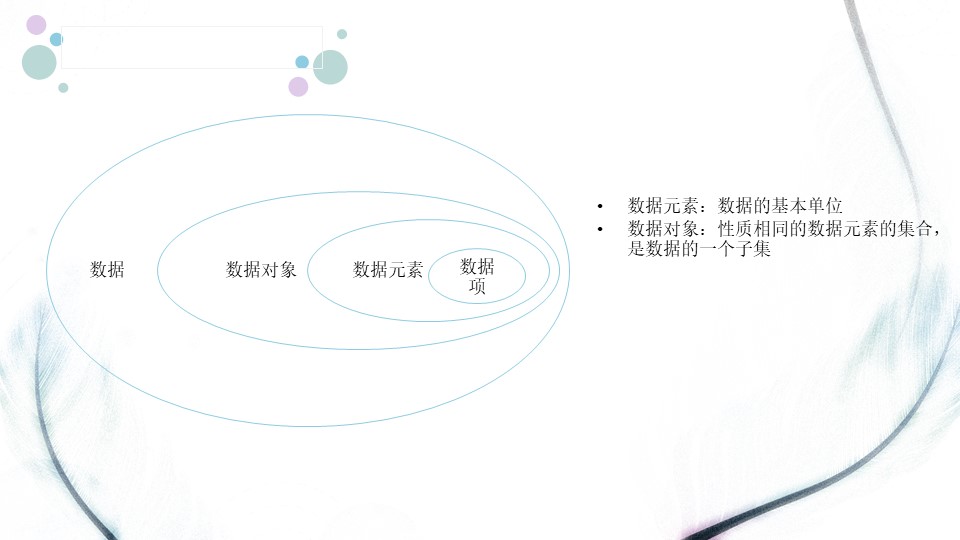 数据
数据对象
数据元素
数据
项
• 数据元素：数据的基本单位
• 数据对象：性质相同的数据元素的集合，
是数据的一个子集